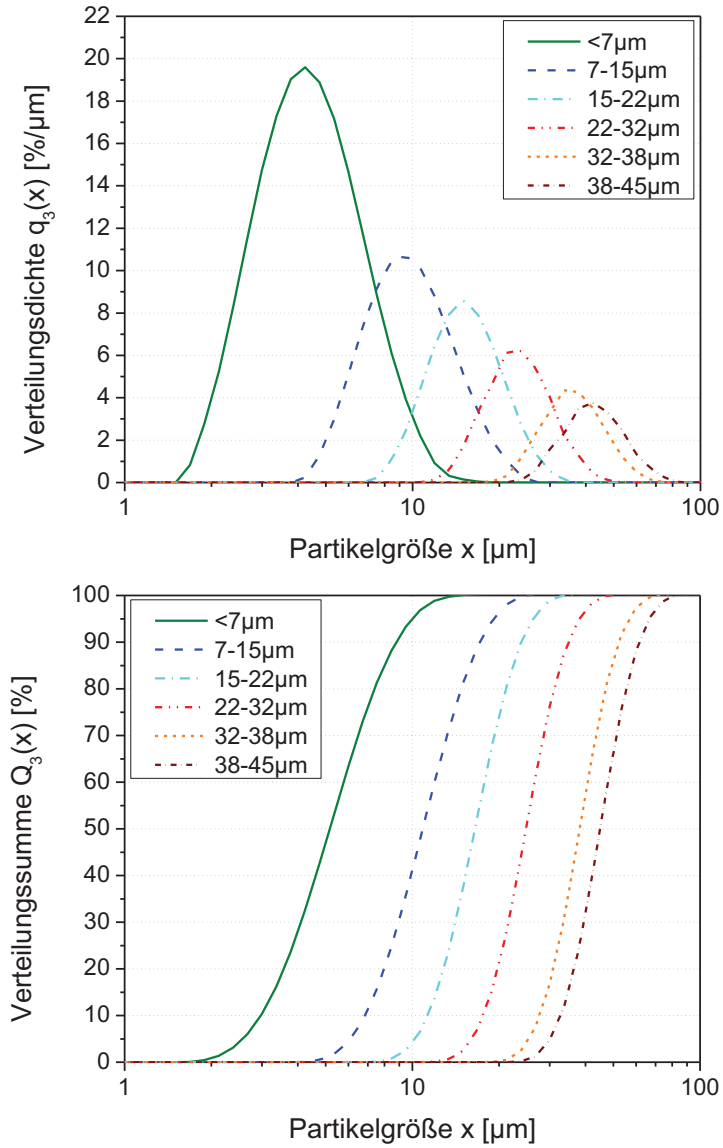 22
20
18
16
14
12
10
8
6
4
2
0
Verteilungsdichte q3(x) [%/µm]
<7µm
7-15µm
15-22µm
22-32µm
32-38µm
38-45µm
1 10 100
Partikelgröße x [µm]
100
90
80
70
60
50
40
30
20
10
0
Verteilungssumme Q3(x) [%]
<7µm
7-15µm
15-22µm
22-32µm
32-38µm
38-45µm
1 10 100
Partikelgröße x [µm]